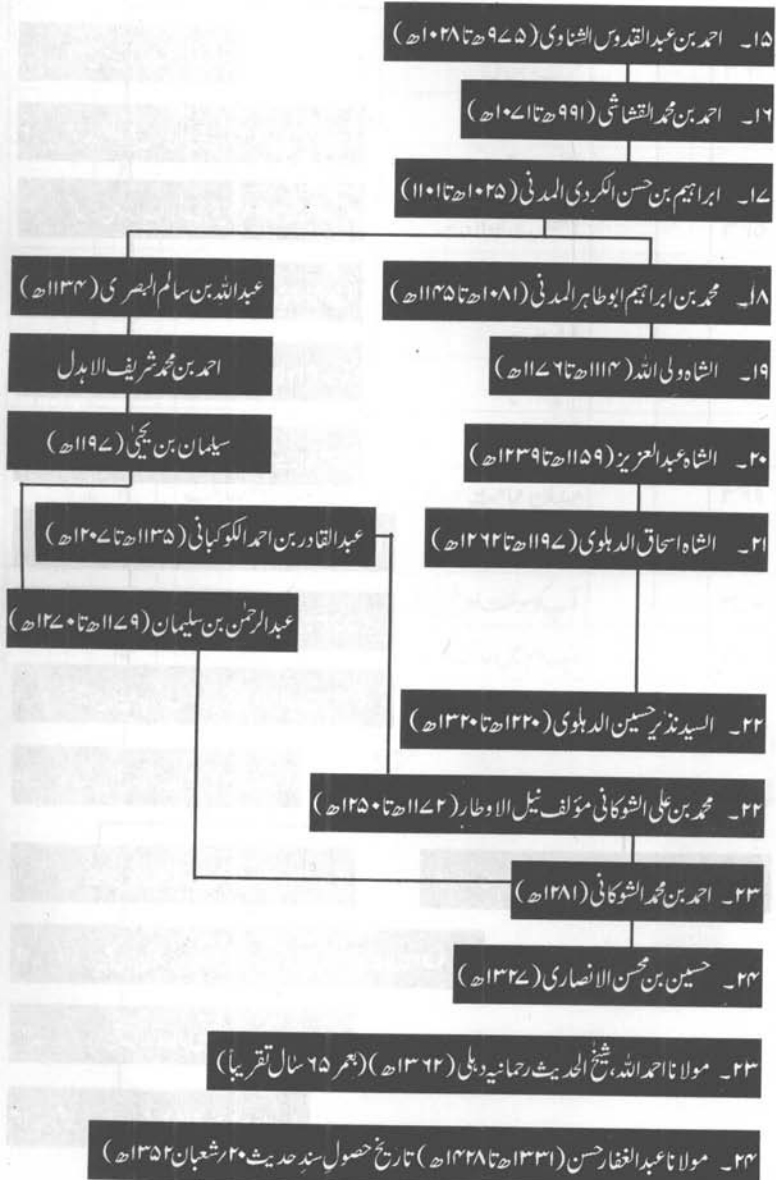 ۱۵۔ احمد بن عبدالقدوس الشناوی (۹۷۵ھ تا ۱۰۲۸ھ)
۱۶۔ احمد بن محمد القشاشی (۹۹۱ھ تا ۱۰۷۱ھ)
۱۷۔ ابراہیم بن حسن الکردی المدنی (۱۰۲۵ھ تا ۱۱۰۱)
۱۸۔ محمد بن ابراہیم ابوطاہر المدنی (۱۰۸۱ھ تا ۱۱۴۵ھ)
عبداللہ بن سالم البصری (۱۱۳۴ھ)
۱۹۔ الشاہ ولی اللہ (۱۱۱۴ھ تا ۱۱۷۶ھ)
احمد بن محمد شریف الاہدل
۲۰۔ الشاہ عبدالعزیز (۱۱۵۹ھ تا ۱۲۳۹ھ)
سلیمان بن یحییٰ (۱۱۹۷ھ)
۲۱۔ الشاہ اسحاق الدہلوی (۱۱۹۷ھ تا ۱۲۶۲ھ)
عبدالقادر بن احمد الکوکبانی (۱۱۳۵ھ تا ۱۲۰۷ھ)
عبدالرحمٰن بن سلیمان (۱۱۷۹ھ تا ۱۲۷۰ھ)
۲۲۔ السید نذیر حسین الدہلوی (۱۲۲۰ھ تا ۱۳۲۰ھ)
۲۲۔ محمد بن علی الشوکانی مؤلف نیل الاوطار (۱۱۷۲ھ تا ۱۲۵۰ھ)
۲۳۔ احمد بن محمد الشوکانی (۱۲۸۱ھ)
۲۴۔ حسین بن محسن الانصاری (۱۳۲۷ھ)
۲۳۔ مولانا احمد اللہ، شیخ الحدیث رحمانیہ دہلی (۱۳۶۲ھ) (بعمر ۶۵ سال تقریباً)
۲۴۔ مولانا عبدالغفار حسن (۱۳۳۱ھ تا ۱۴۲۸ھ) تاریخ حصولِ سندِ حدیث ۲۰/شعبان ۱۳۵۲ھ)